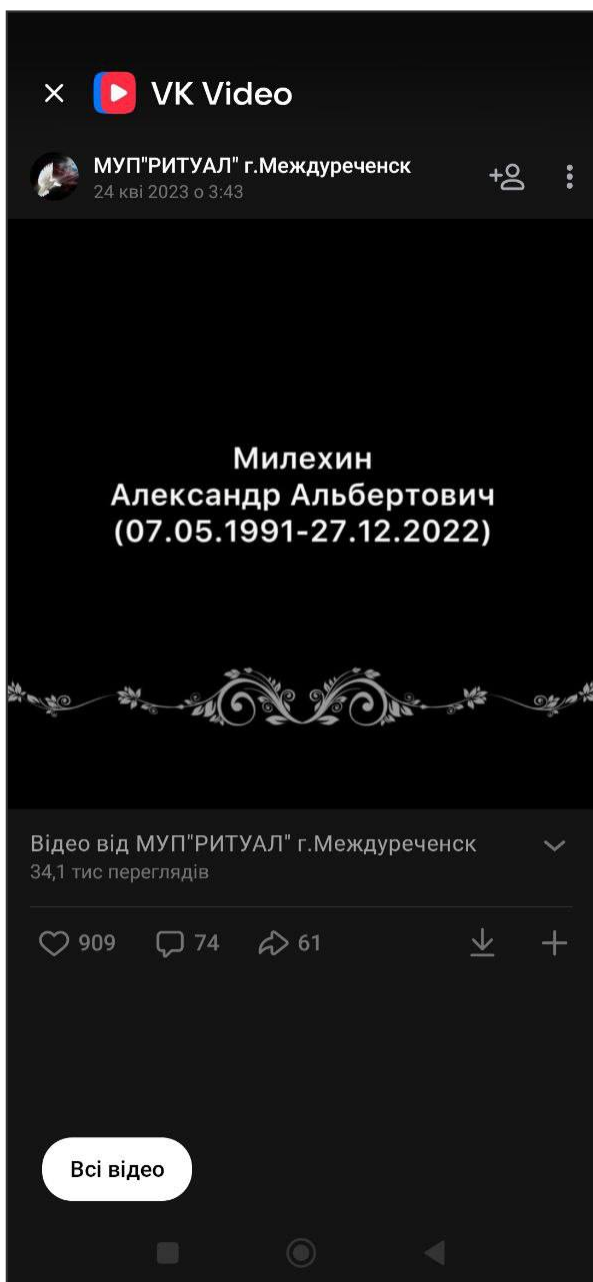 VK Video
МУП"РИТУАЛ" г.Междуреченск
24 кві 2023 о 3:43
Милехин
Александр Альбертович
(07.05.1991-27.12.2022)
Відео від МУП"РИТУАЛ" г.Междуреченск
34,1 тис переглядів
909 74 61
Всі відео